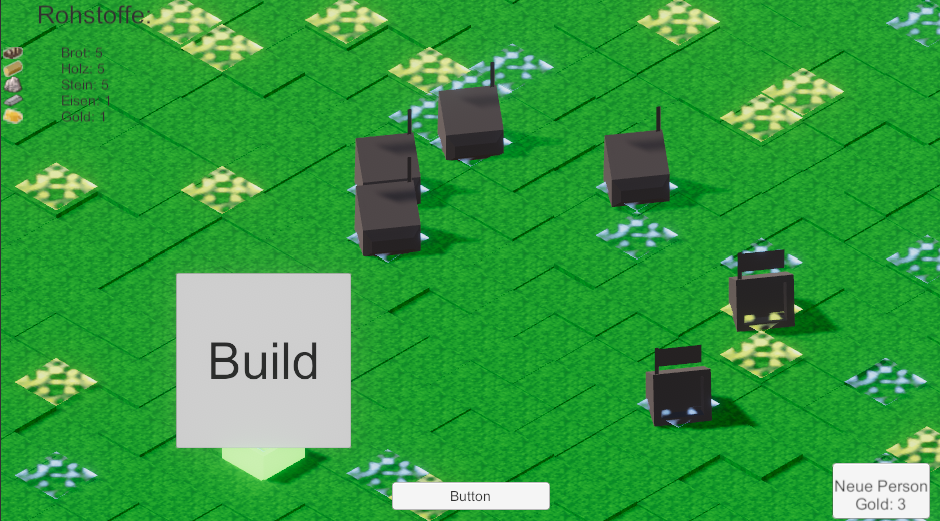 Rohstoffe:
Brot: 5
Holz: 5
Stein: 5
Eisen: 1
Gold: 1
Build
Button
Neue Person
Gold: 3